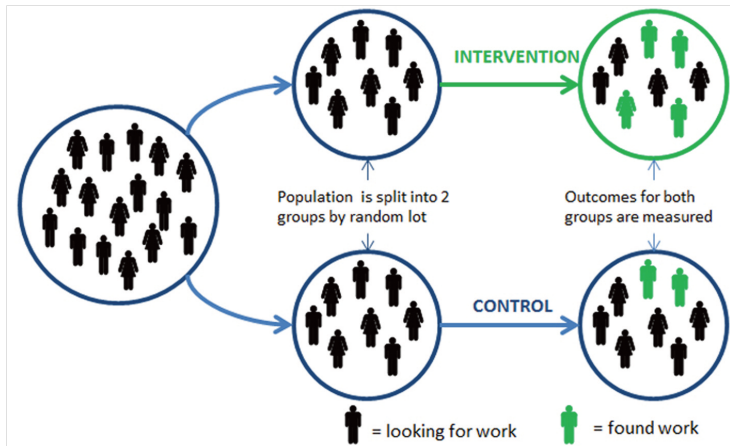 INTERVENTION
Population is split into 2
groups by random lot
Outcomes for both
groups are measured
CONTROL
= looking for work
= found work